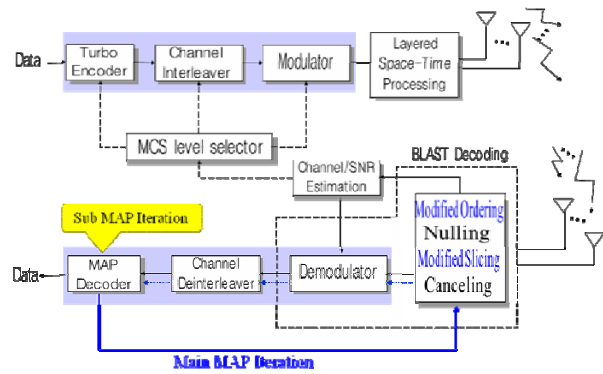 Data
Turbo
Encoder
Channel
Interleaver
Modulator
Layered
Space-Time
Processing
MCS level selector
Channel/SNR
Estimation
BLAST Decoding
Sub MAP Iteration
Modified Ordering
Nulling
Modified Slicing
Canceling
Data
MAP
Decoder
Channel
Deinterleaver
Demodulator
Main MAP Iteration